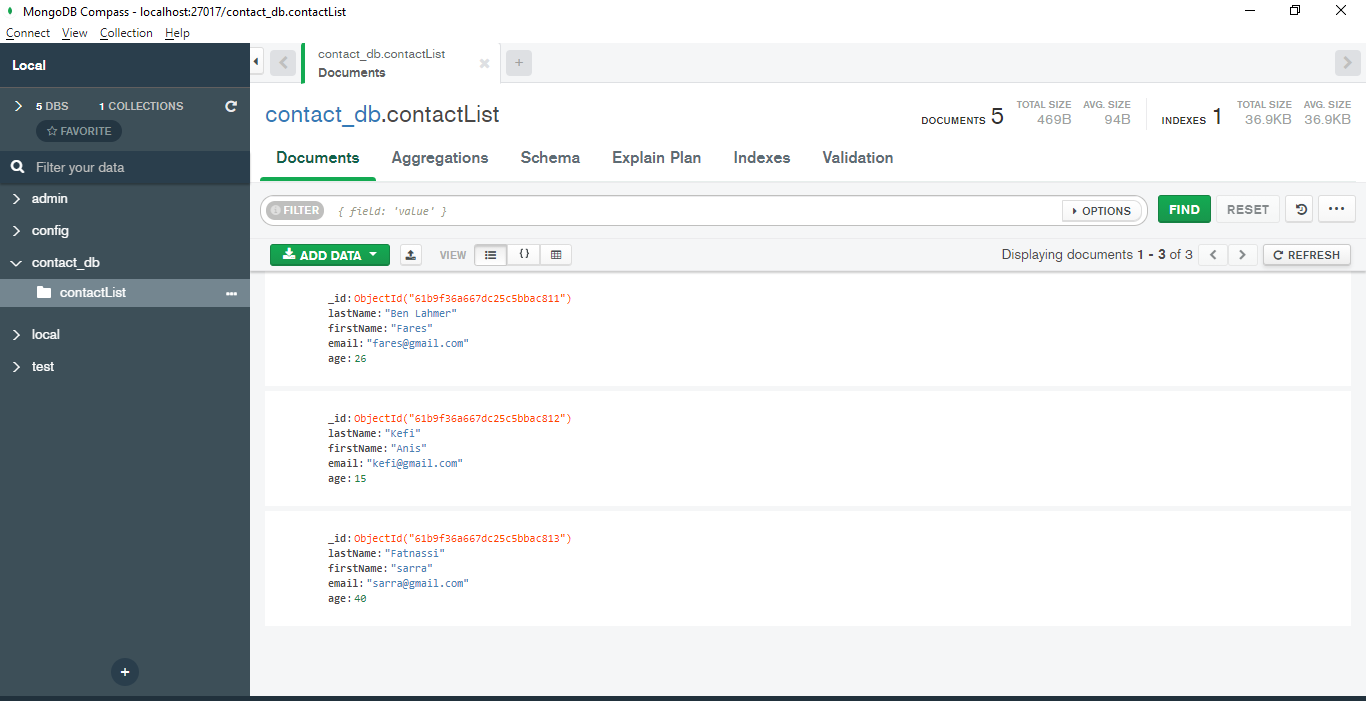 MongoDB Compass - localhost:27017/contact_db.contactList
Connect View Collection Help
Local
5 DBS 1 COLLECTIONS
FAVORITE
Filter your data
admin
config
contact_db
contactList
local
test
contact_db.contactList
Documents
contact_db.contactList
DOCUMENTS 5
TOTAL SIZE
469B
AVG. SIZE
94B
INDEXES 1
TOTAL SIZE
36.9KB
AVG. SIZE
36.9KB
Documents Aggregations Schema Explain Plan Indexes Validation
FILTER { field: 'value' } OPTIONS FIND RESET
ADD DATA VIEW {} Displaying documents 1 - 3 of 3 REFRESH
_id: ObjectId("61b9f36a667dc25c5bbac811")
lastName: "Ben Lahmer"
firstName: "Fares"
email: "fares@gmail.com"
age: 26
_id: ObjectId("61b9f36a667dc25c5bbac812")
lastName: "Kefi"
firstName: "Anis"
email: "kefi@gmail.com"
age: 15
_id: ObjectId("61b9f36a667dc25c5bbac813")
lastName: "Fatnassi"
firstName: "sarra"
email: "sarra@gmail.com"
age: 40